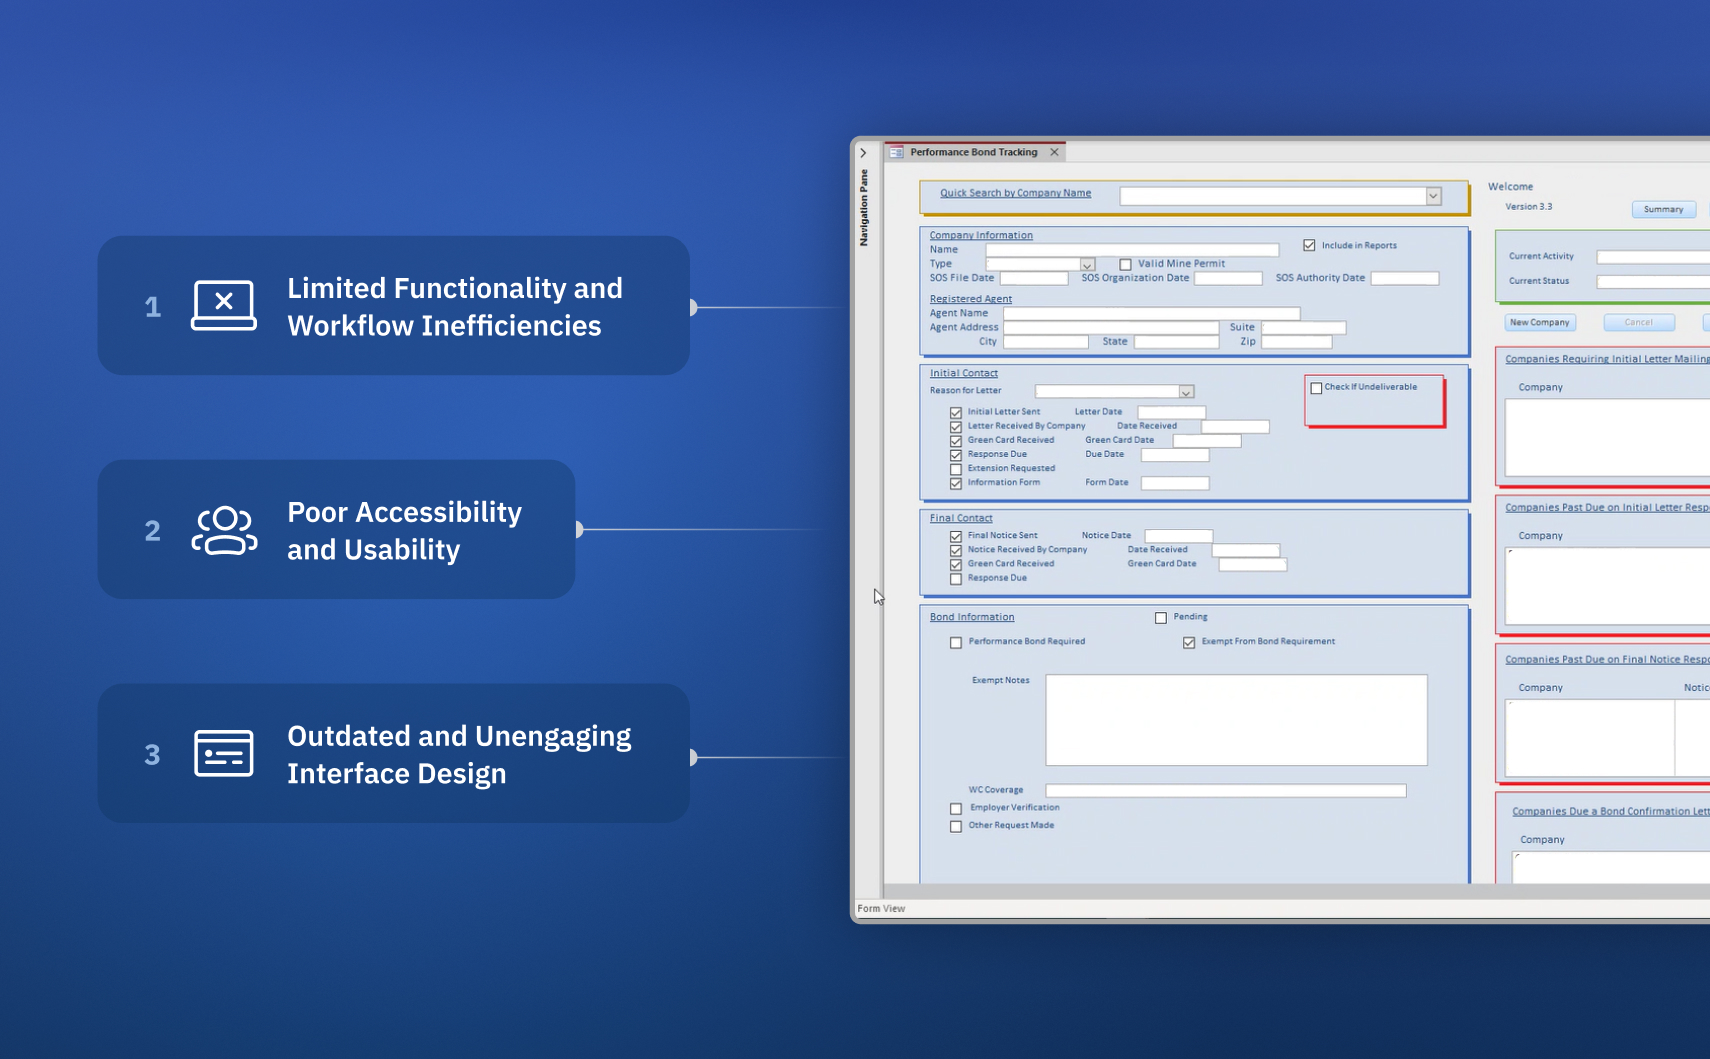 1
Limited Functionality and
Workflow Inefficiencies
2
Poor Accessibility
and Usability
3
Outdated and Unengaging
Interface Design
Navigation Pane
Performance Bond Tracking
Quick Search by Company Name
Company Information
Name
Include in Reports
Type
Valid Mine Permit
SOS File Date SOS Organization Date SOS Authority Date
Registered Agent
Agent Name
Agent Address Suite
City State Zip
Initial Contact
Reason for Letter
Check If Undeliverable
Initial Letter Sent Letter Date
Letter Received By Company Date Received
Green Card Received Green Card Date
Response Due Due Date
Extension Requested
Information Form Form Date
Final Contact
Final Notice Sent Notice Date
Notice Received By Company Date Received
Green Card Received Green Card Date
Response Due
Bond Information Pending
Performance Bond Required Exempt From Bond Requirement
Exempt Notes
WC Coverage
Employer Verification
Other Request Made
Welcome
Version 3.3 Summary
Current Activity
Current Status
New Company Cancel
Companies Requiring Initial Letter Mailing
Company
Companies Past Due on Initial Letter Resp
Company
Companies Past Due on Final Notice Resp
Company Notic
Companies Due a Bond Confirmation Lett
Company
Form View